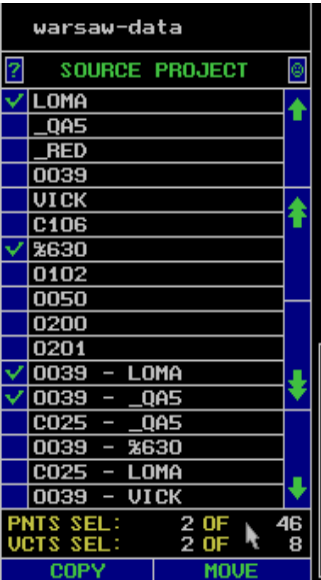 warsaw-data
? SOURCE PROJECT
LOMA
_QA5
_RED
0039
VICK
C106
%630
0102
0050
0200
0201
0039 - LOMA
0039 - _QA5
C025 - _QA5
0039 - %630
C025 - LOMA
0039 - VICK
PNTS SEL: 2 OF 46
VCTS SEL: 2 OF 8
COPY MOVE